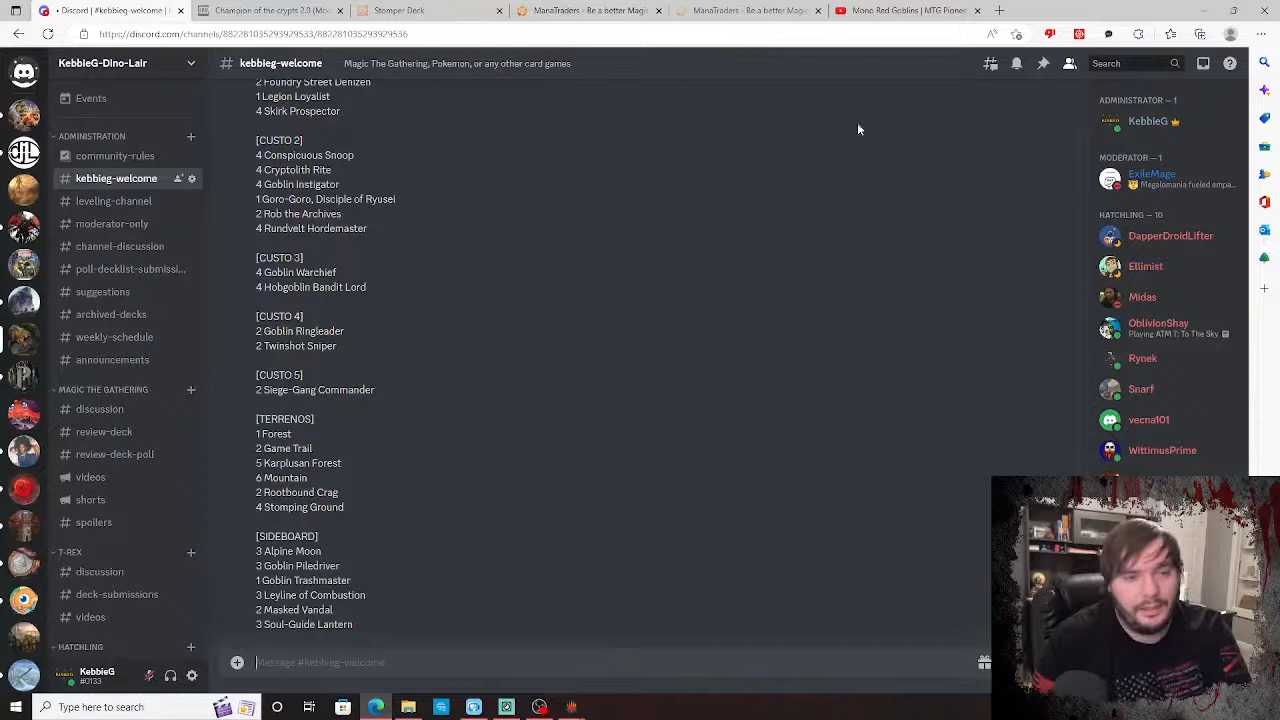 Discord | #kebbieg-welcome |
Champion of the crypts 2.0 (Mode
Stomper Deck
ManaTraders - Be a better Magic
ManaTraders - Be a better Magic
Mono Red Goblins | MTG Pioneer
https://discord.com/channels/882281035293929533/882281035293929536
KebbieG-Dino-Lair
kebbieg-welcome
Magic The Gathering, Pokemon, or any other card games
Search
Events
ADMINISTRATION
community-rules
kebbieg-welcome
leveling-channel
moderator-only
channel-discussion
poll-decklist-submissi...
suggestions
archived-decks
weekly-schedule
announcements
MAGIC THE GATHERING
discussion
review-deck
review-deck-poll
videos
shorts
spoilers
T-REX
discussion
deck-submissions
videos
HATCHLING
KebbieG
#0133
2 Foundry Street Denizen
1 Legion Loyalist
4 Skirk Prospector
[CUSTO 2]
4 Conspicuous Snoop
4 Cryptolith Rite
4 Goblin Instigator
1 Goro-Goro, Disciple of Ryusei
2 Rob the Archives
4 Rundvelt Hordemaster
[CUSTO 3]
4 Goblin Warchief
4 Hobgoblin Bandit Lord
[CUSTO 4]
2 Goblin Ringleader
2 Twinshot Sniper
[CUSTO 5]
2 Siege-Gang Commander
[TERRENOS]
1 Forest
2 Game Trail
5 Karplusan Forest
6 Mountain
2 Rootbound Crag
4 Stomping Ground
[SIDEBOARD]
3 Alpine Moon
3 Goblin Piledriver
1 Goblin Trashmaster
3 Leyline of Combustion
2 Masked Vandal
3 Soul-Guide Lantern
Message #kebbieg-welcome
ADMINISTRATOR — 1
KebbieG
MODERATOR — 1
ExileMage
Megalomania fueled empa...
HATCHLING — 10
DapperDroidLifter
Ellimist
Midas
OblivionShay
Playing ATM 7: To The Sky
Rynek
Snarf
vecna101
WittimusPrime
Type here to search